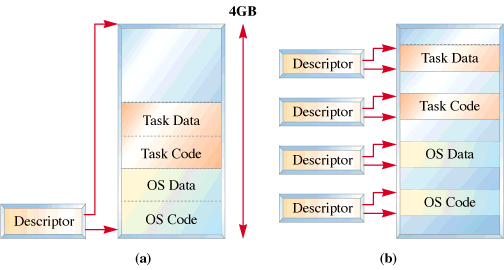 4GB
Task Data
Task Code
OS Data
OS Code
Descriptor
(a)
Descriptor
Task Data
Descriptor
Task Code
Descriptor
OS Data
Descriptor
OS Code
(b)